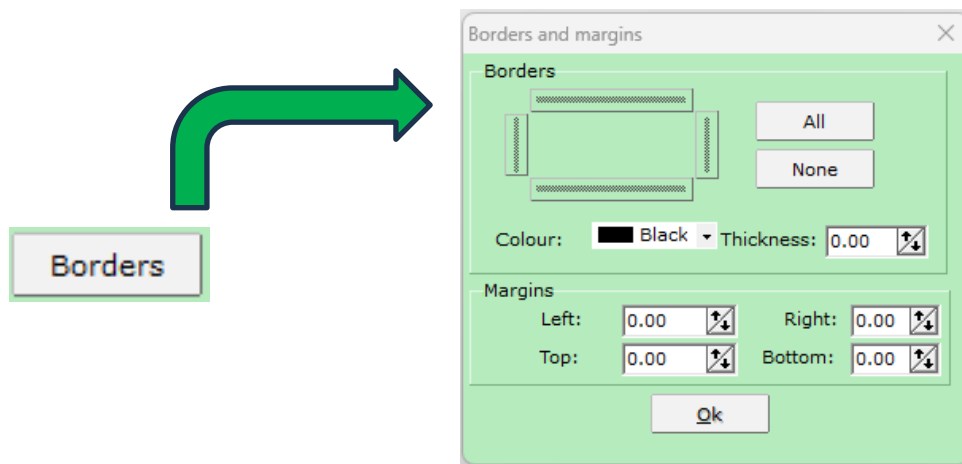 Borders
Borders and margins
Borders
All
None
Colour: Black Thickness: 0.00
Margins
Left: 0.00 Right: 0.00
Top: 0.00 Bottom: 0.00
Ok